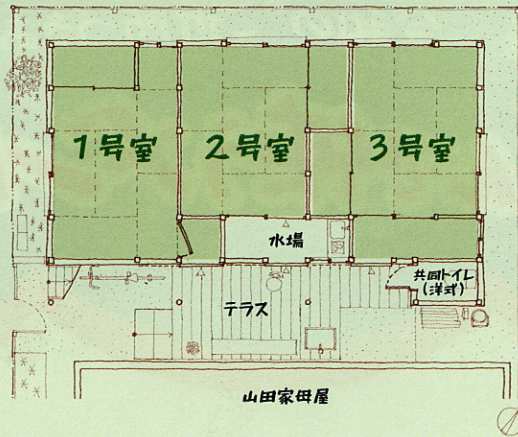 1号室
2号室
3号室
水場
共同トイレ
(洋式)
テラス
山田家母屋